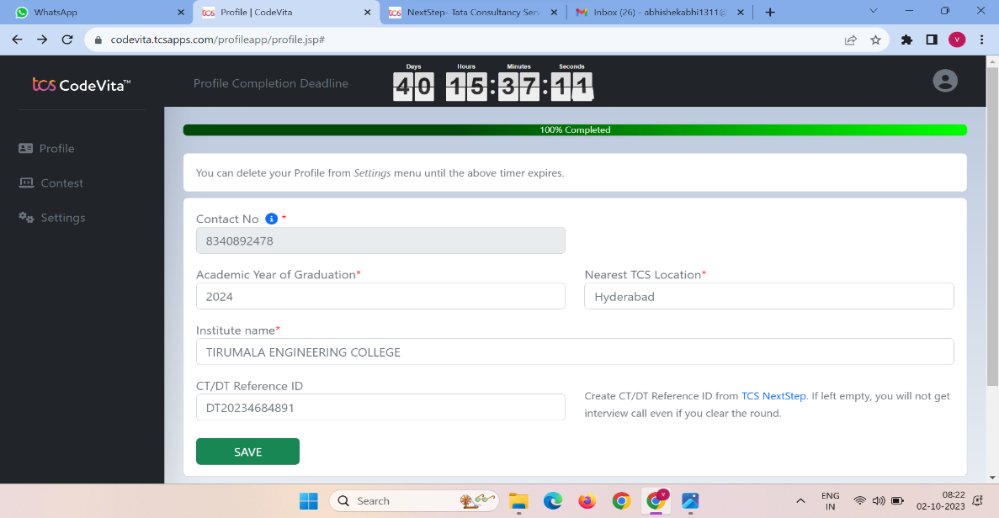 WhatsApp
Profile | CodeVita
NextStep- Tata Consultancy Serv
Inbox (26) - abhishekabhi1311@
codevita.tcsapps.com/profileapp/profile.jsp#
V
tcs CodeVita™
Profile Completion Deadline
Days Hours Minutes Seconds
40 15:37:11
100% Completed
Profile
Contest
Settings
You can delete your Profile from Settings menu until the above timer expires.
Contact No *
8340892478
Academic Year of Graduation*
2024
Nearest TCS Location*
Hyderabad
Institute name*
TIRUMALA ENGINEERING COLLEGE
CT/DT Reference ID
DT20234684891
Create CT/DT Reference ID from TCS NextStep. If left empty, you will not get
interview call even if you clear the round.
SAVE
Search
V
ENG
IN
08:22
02-10-2023